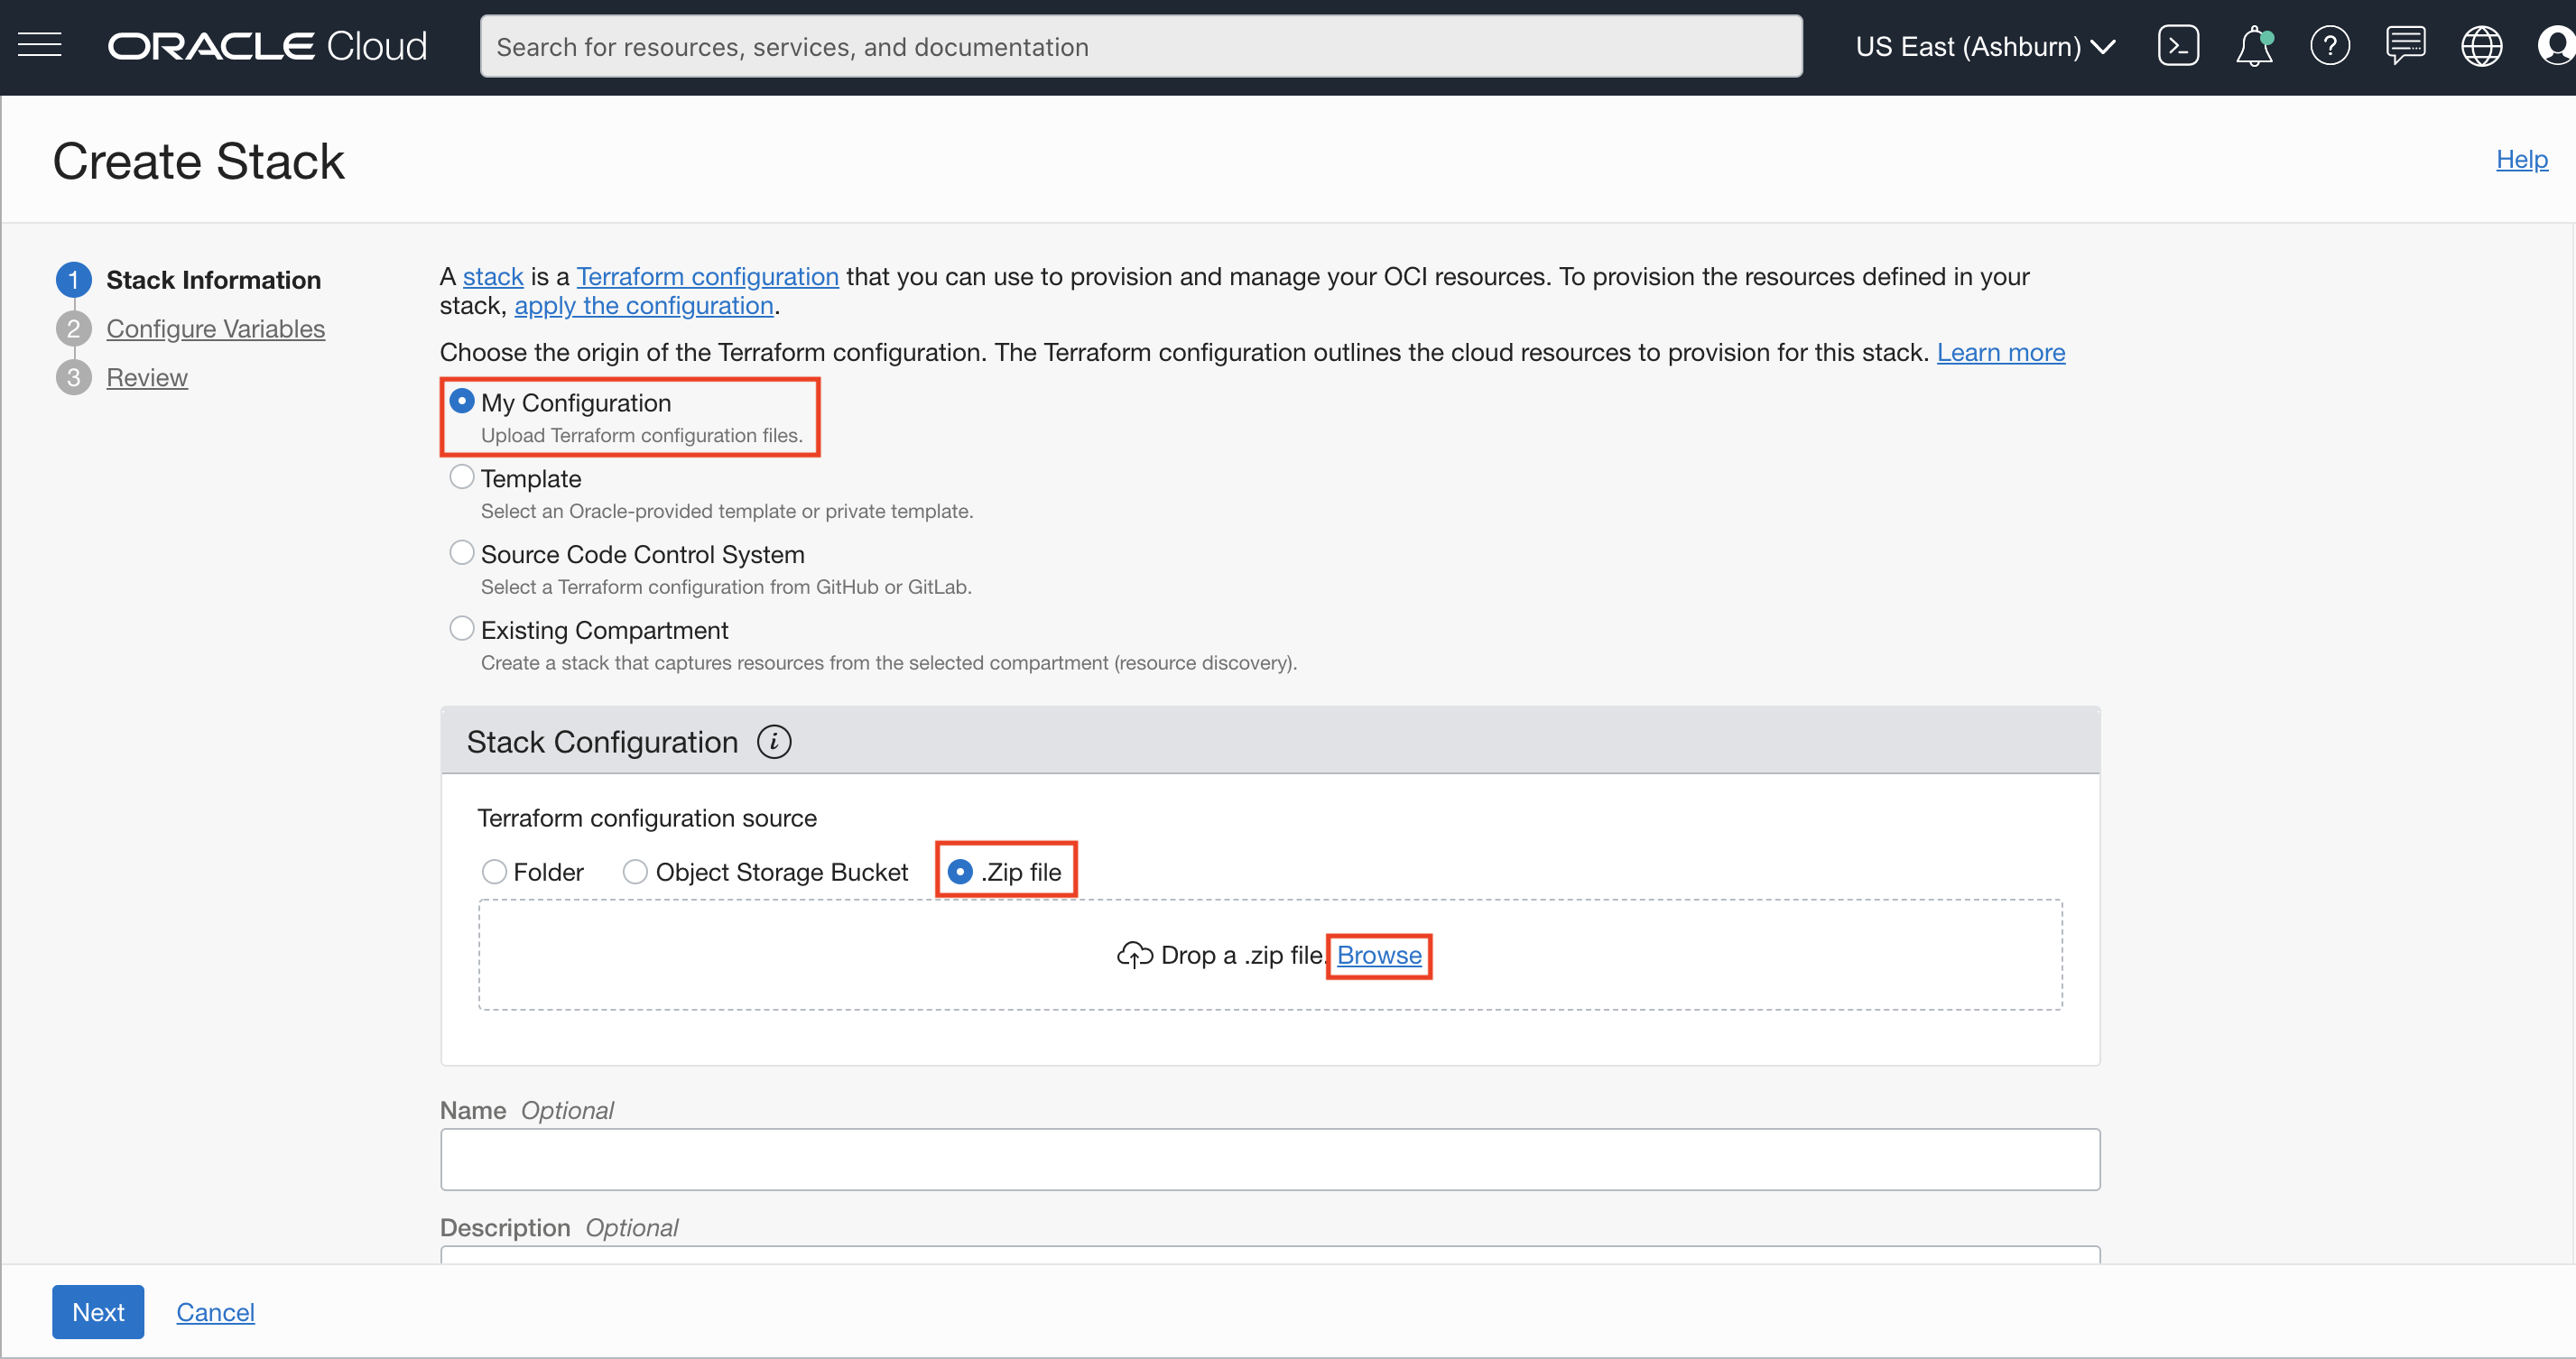 ORACLE Cloud
Search for resources, services, and documentation
US East (Ashburn)
Create Stack
Help
1 Stack Information
2 Configure Variables
3 Review
A stack is a Terraform configuration that you can use to provision and manage your OCI resources. To provision the resources defined in your
stack, apply the configuration.
Choose the origin of the Terraform configuration. The Terraform configuration outlines the cloud resources to provision for this stack. Learn more
My Configuration
Upload Terraform configuration files.
Template
Select an Oracle-provided template or private template.
Source Code Control System
Select a Terraform configuration from GitHub or GitLab.
Existing Compartment
Create a stack that captures resources from the selected compartment (resource discovery).
Stack Configuration
Terraform configuration source
Folder Object Storage Bucket .Zip file
Drop a .zip file. Browse
Name Optional
Description Optional
Next Cancel